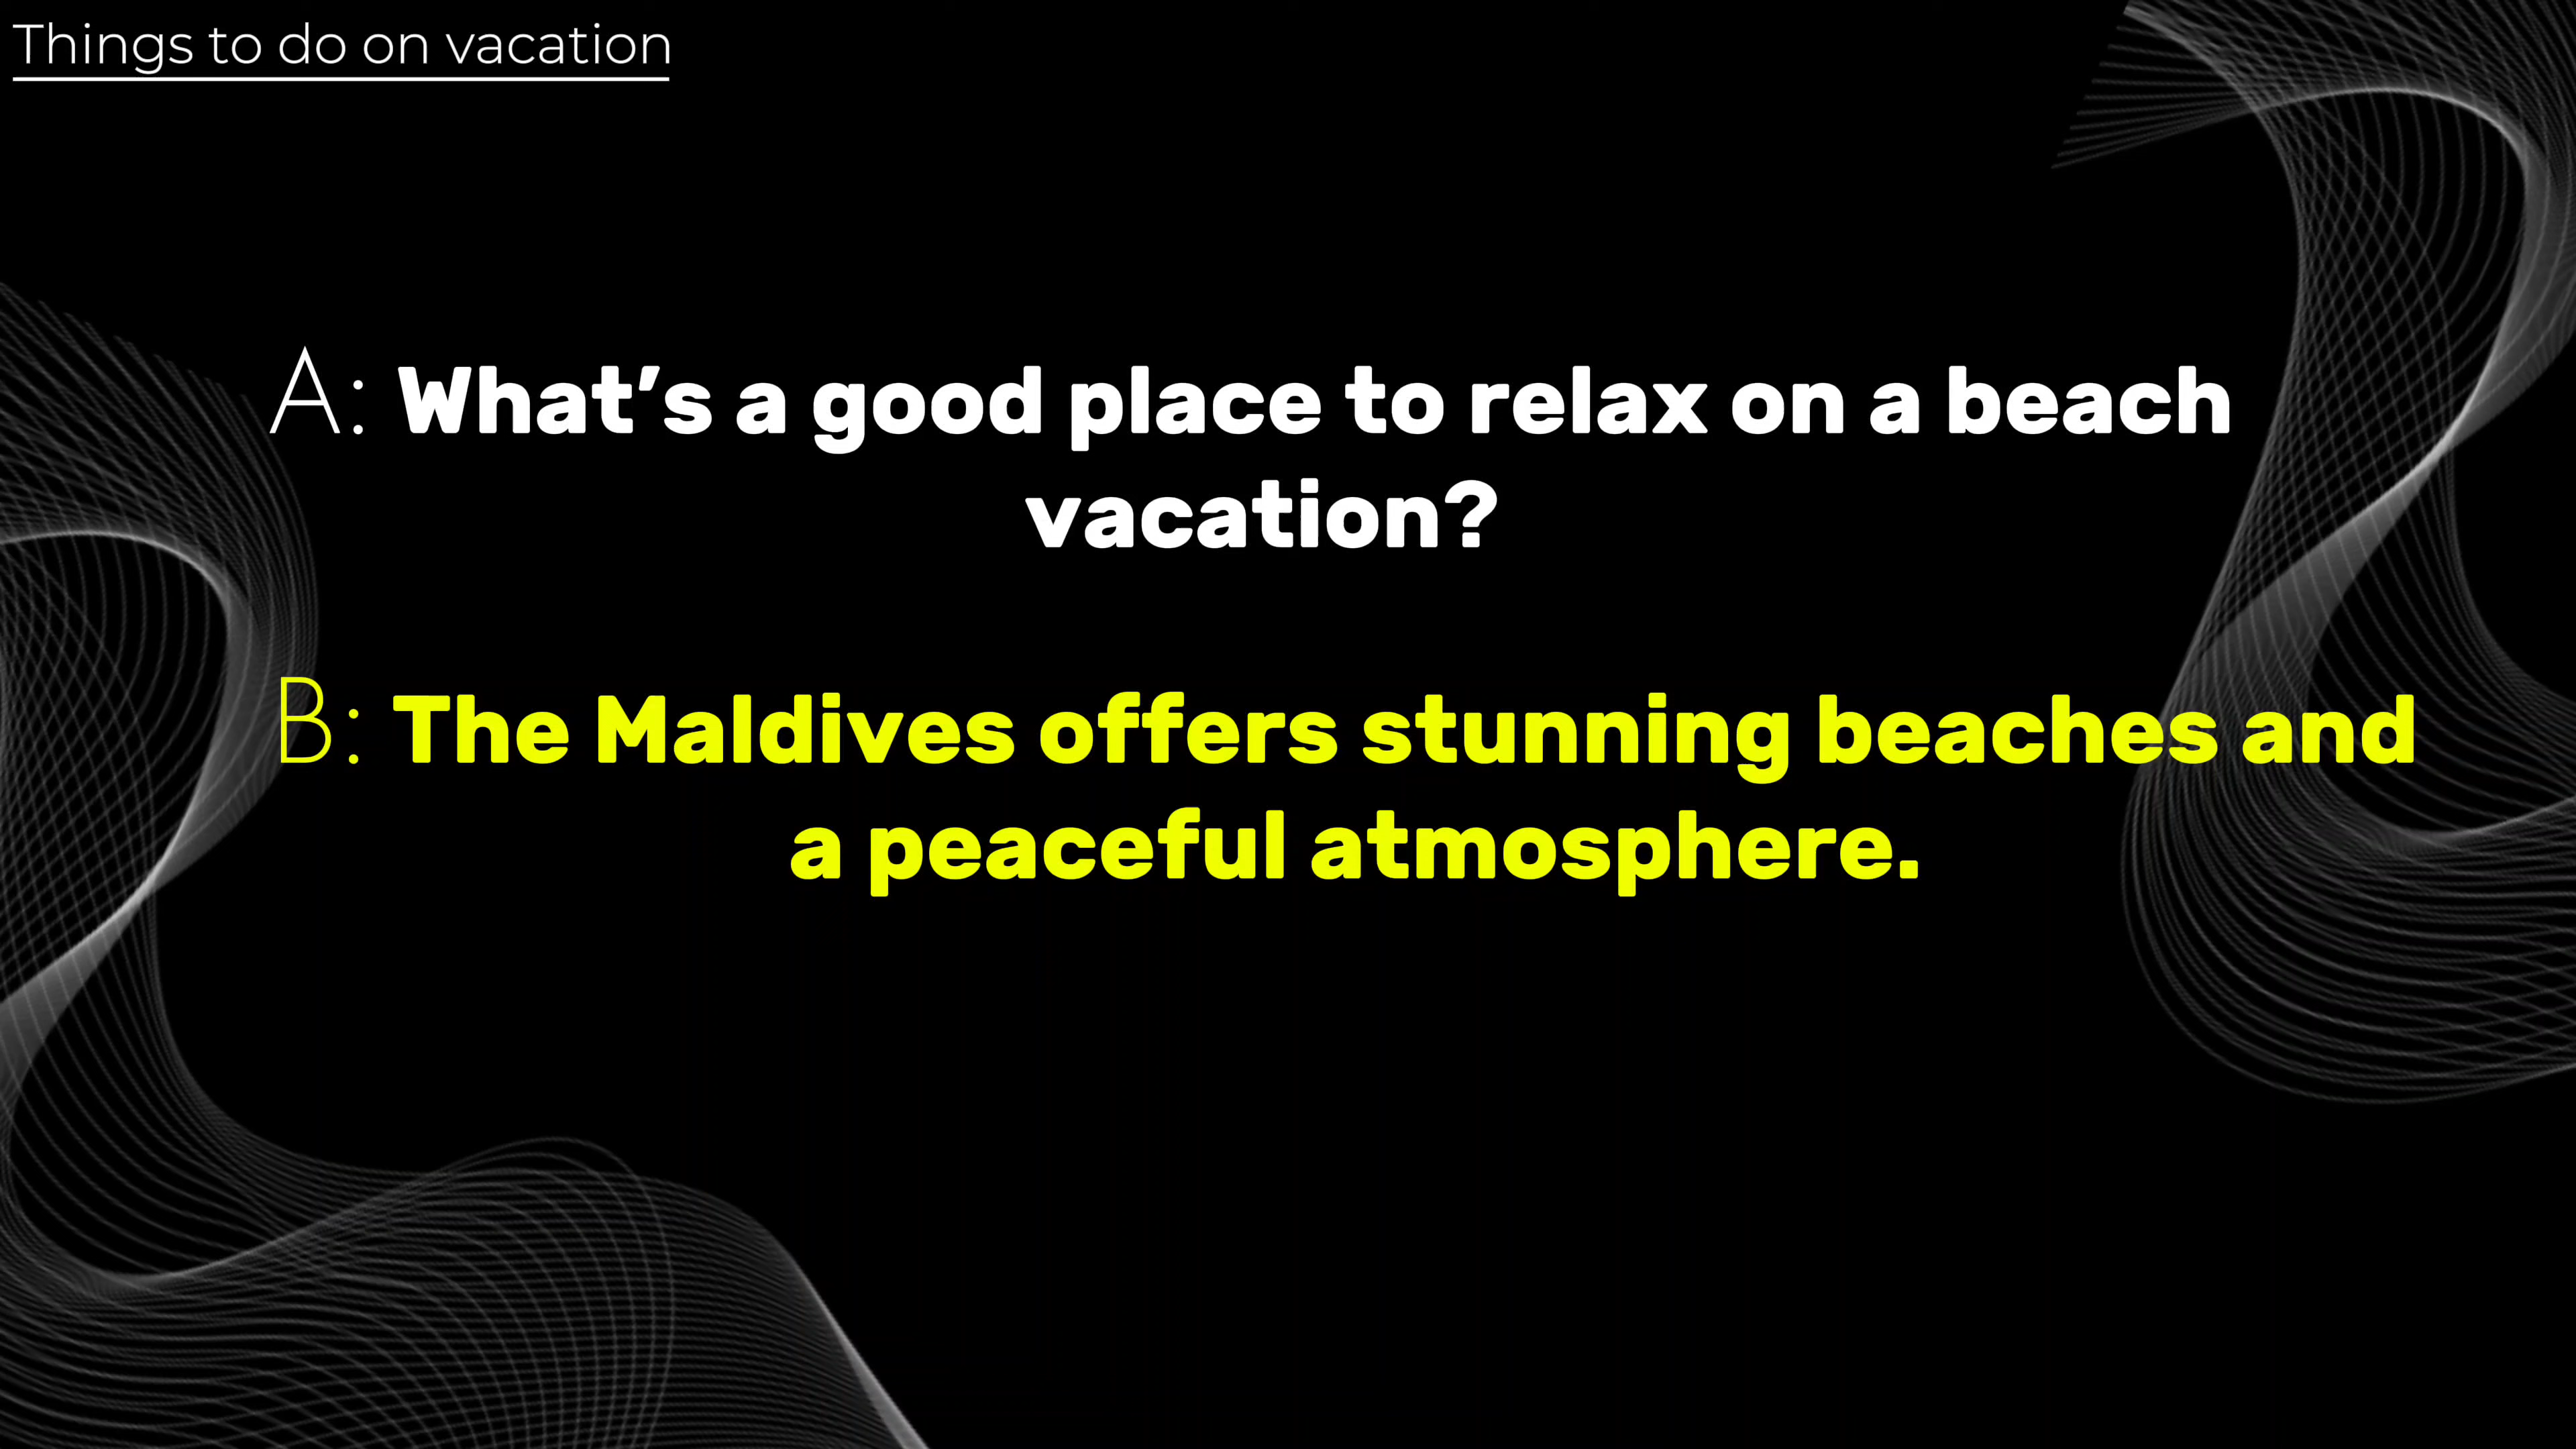 Things to do on vacation
A: What’s a good place to relax on a beach
vacation?
B: The Maldives offers stunning beaches and
a peaceful atmosphere.